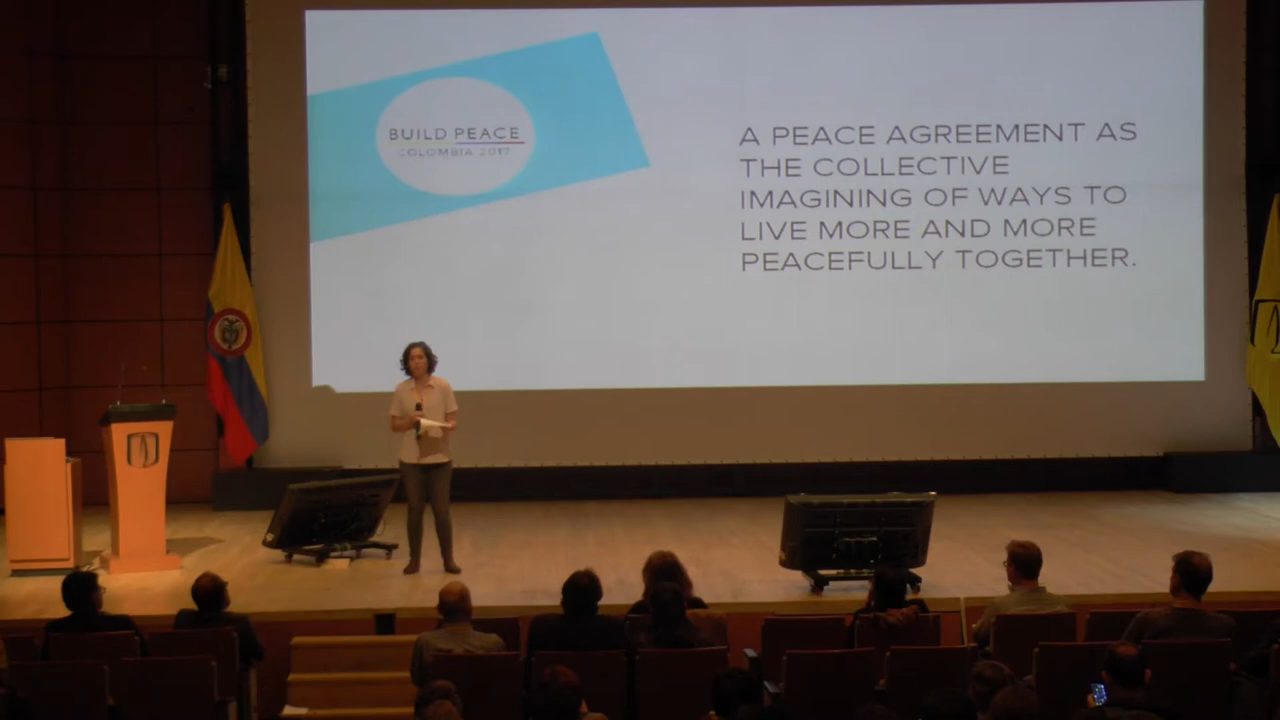 BUILD PEACE
COLOMBIA 2017
A PEACE AGREEMENT AS
THE COLLECTIVE
IMAGINING OF WAYS TO
LIVE MORE AND MORE
PEACEFULLY TOGETHER.